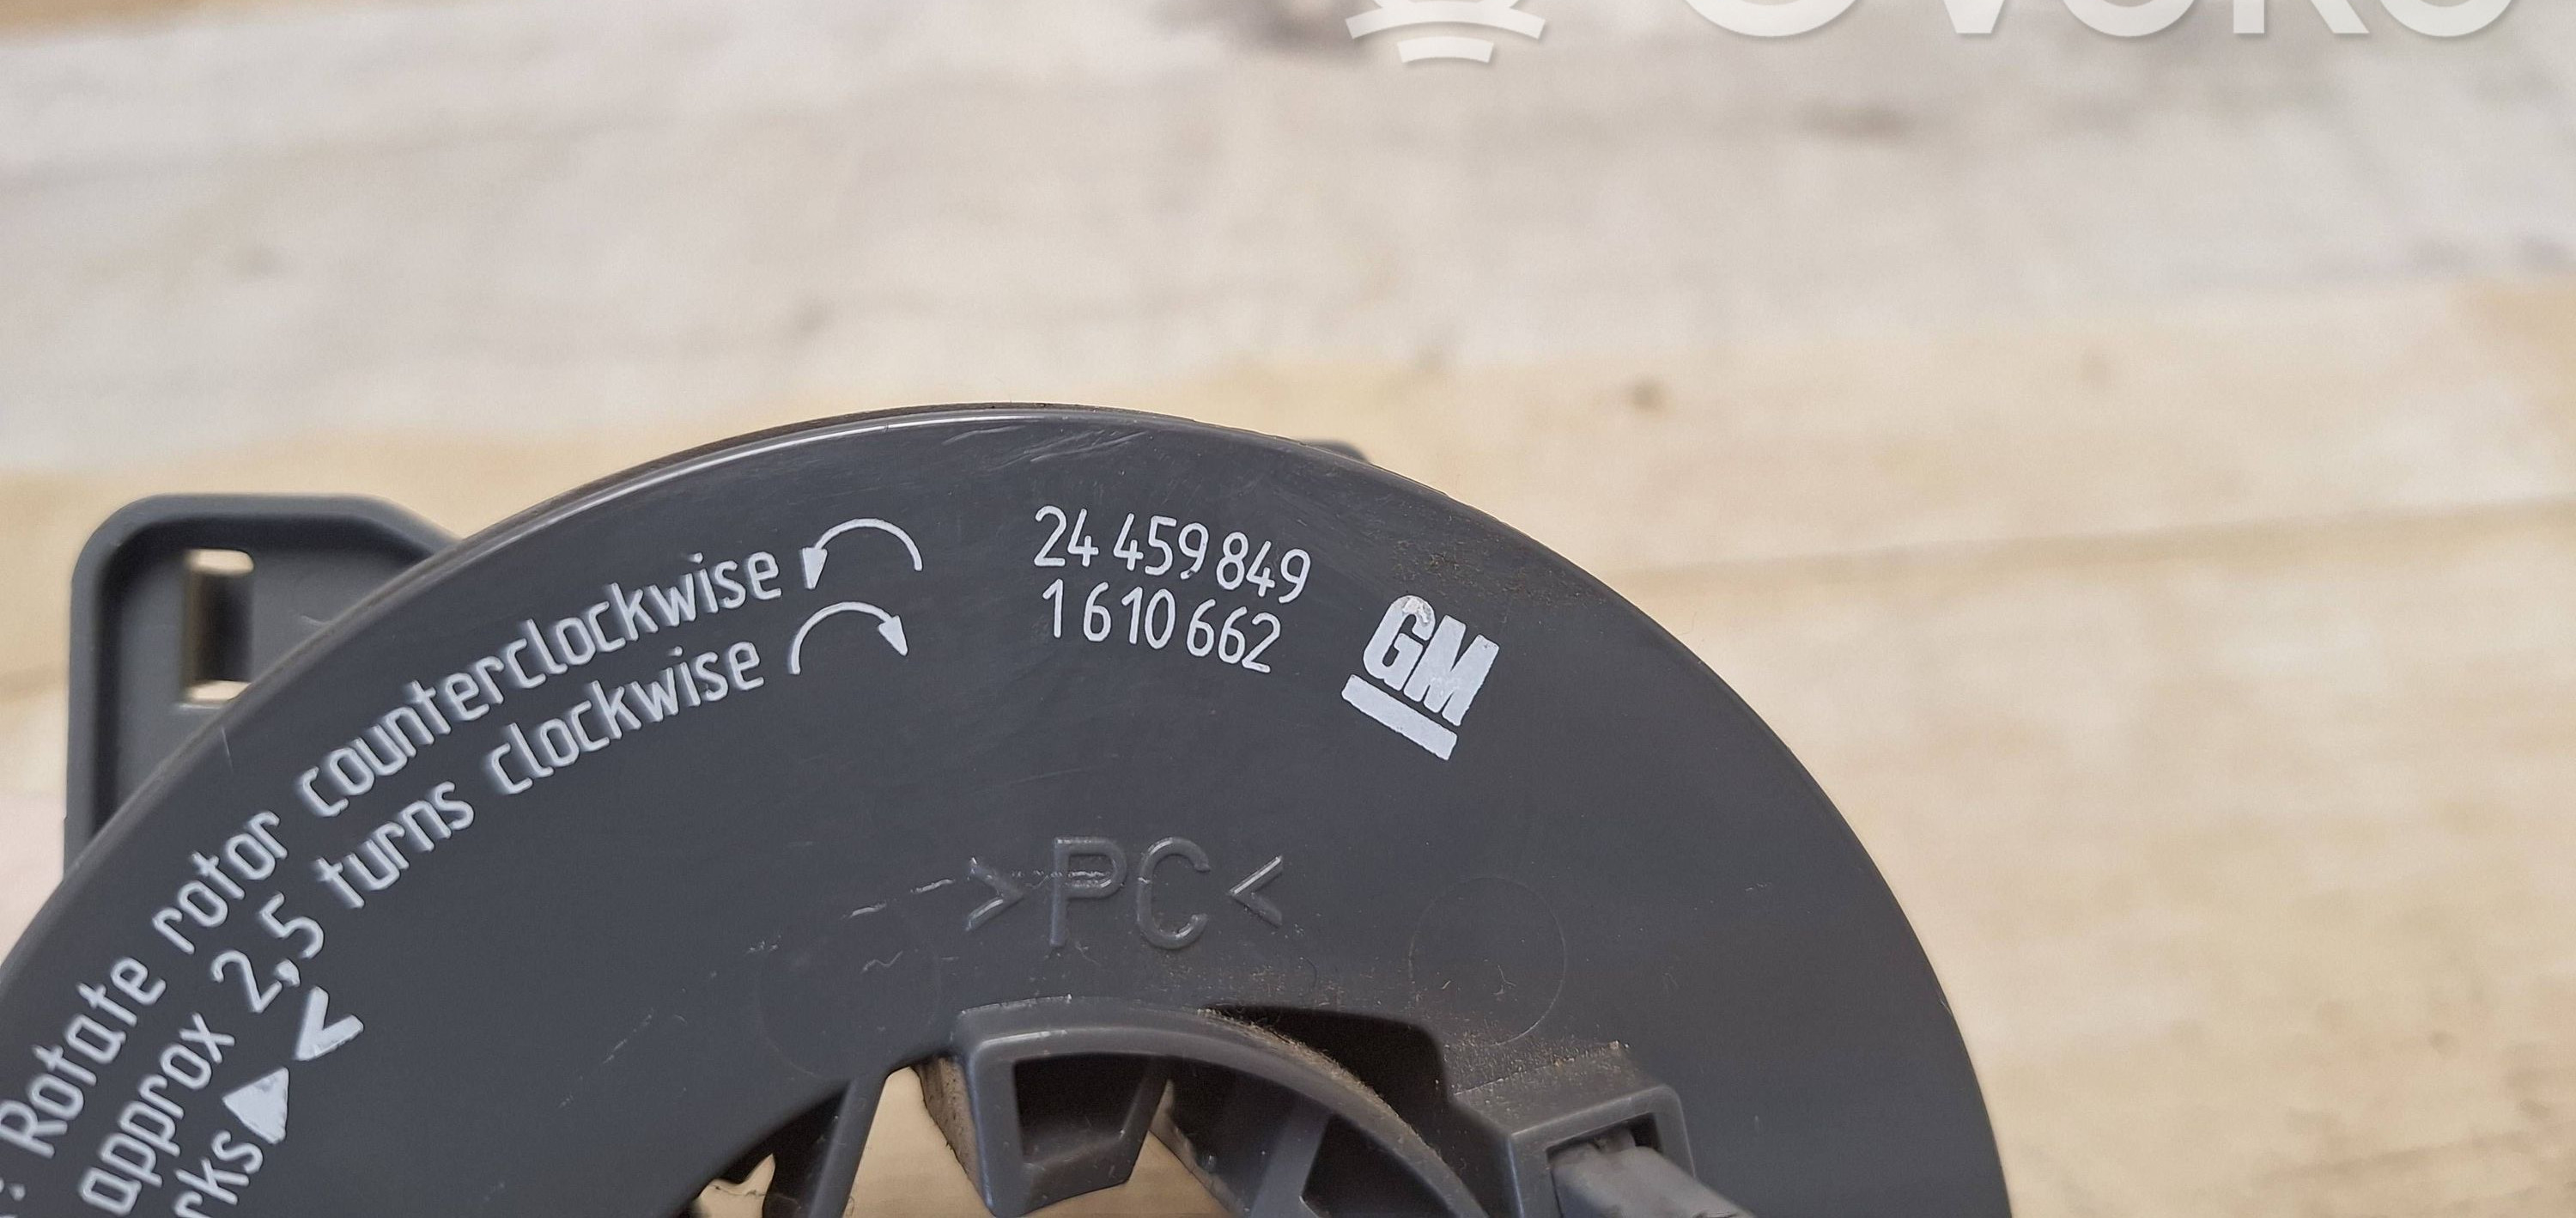 Rotate rotor counterclockwise
approx 2,5 turns clockwise
rks
24 459 849
1 610 662
GM
>PC<